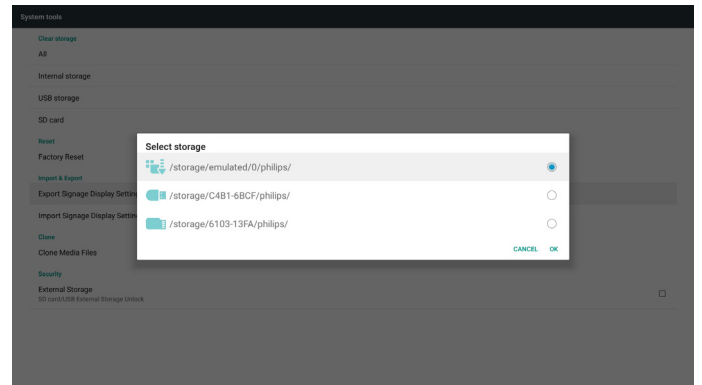 System tools
Clear storage
All
Internal storage
USB storage
SD card
Reset
Factory Reset
Import & Export
Export Signage Display Settin
Import Signage Display Settin
Clone
Clone Media Files
Security
External Storage
SD card/USB External Storage Unlock
Select storage
/storage/emulated/0/philips/
/storage/C4B1-6BCF/philips/
/storage/6103-13FA/philips/
CANCEL OK